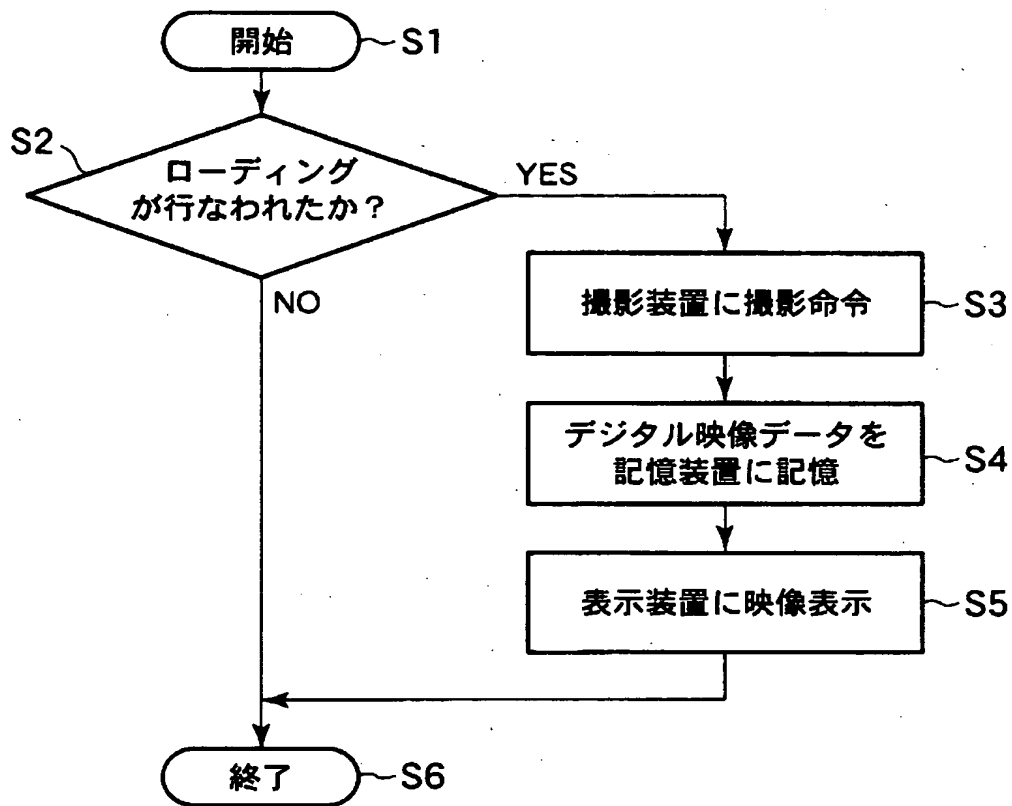 開始
S1
S2
ローディング
が行なわれたか？
YES
NO
撮影装置に撮影命令
S3
デジタル映像データを
記憶装置に記憶
S4
表示装置に映像表示
S5
終了
S6